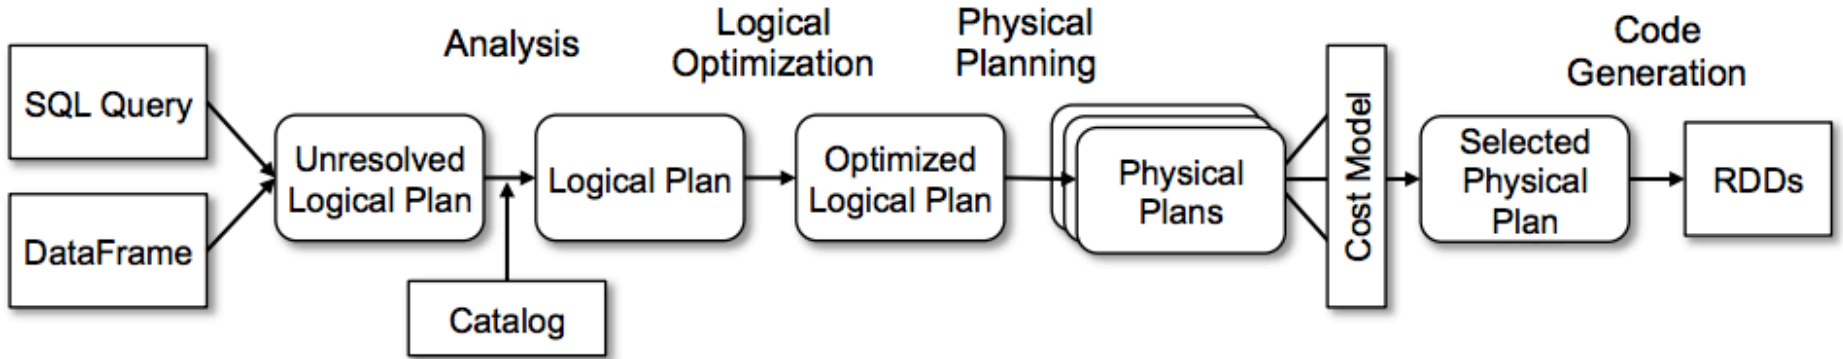 Analysis
Logical
Optimization
Physical
Planning
Code
Generation
SQL Query
DataFrame
Unresolved
Logical Plan
Catalog
Logical Plan
Optimized
Logical Plan
Physical
Plans
Cost Model
Selected
Physical
Plan
RDDs